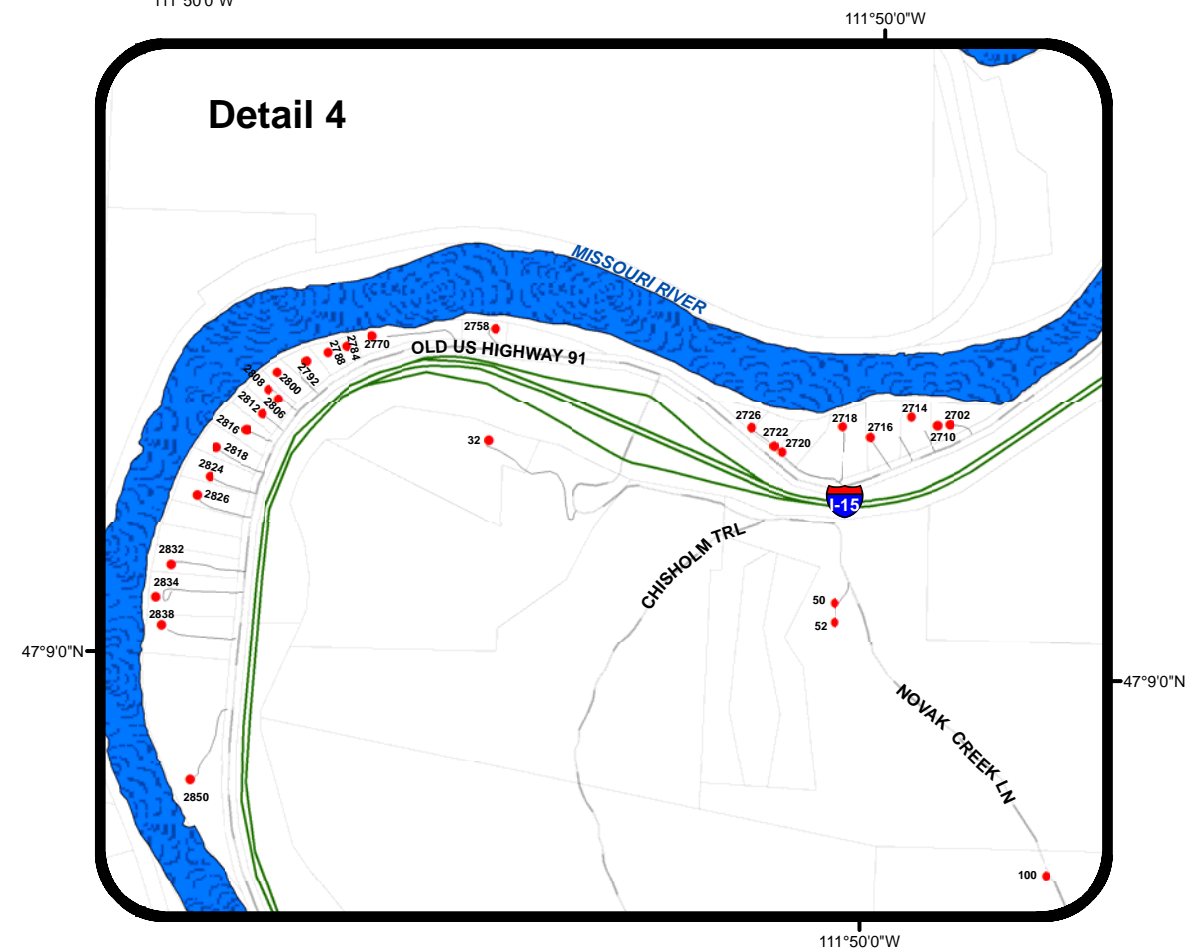 111°50'0"W
111°50'0"W
Detail 4
MISSOURI RIVER
2758
2784
2770
2788
OLD US HIGHWAY 91
2792
2808
2800
2812
2806
2816
2818
2824
2826
32
2726
2722
2720
2718
2716
2714
2702
2710
I-15
CHISHOLM TRL
2832
2834
2838
50
52
47°9'0"N
47°9'0"N
NOVAK CREEK LN
2850
100
111°50'0"W